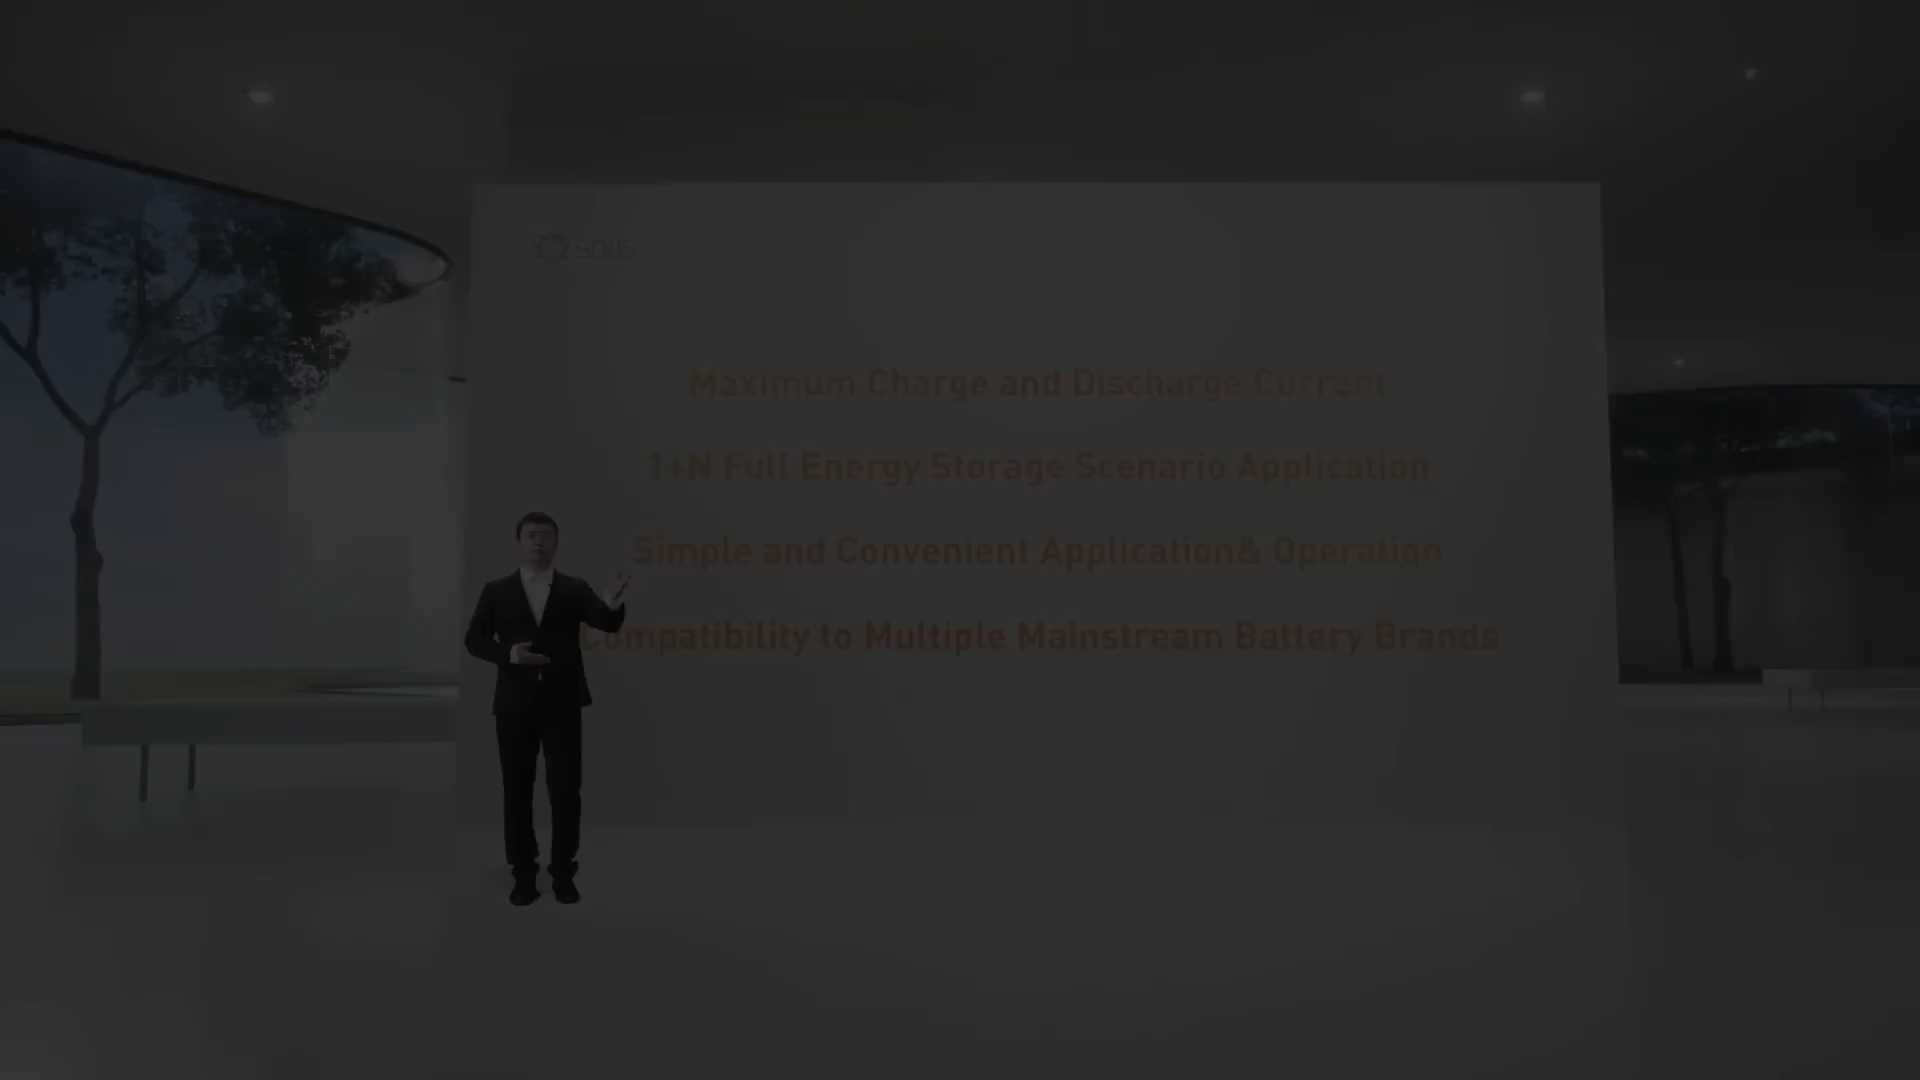 solis
Maximum Charge and Discharge Current
1+N Full Energy Storage Scenario Application
Simple and Convenient Application& Operation
Compatibility to Multiple Mainstream Battery Brands